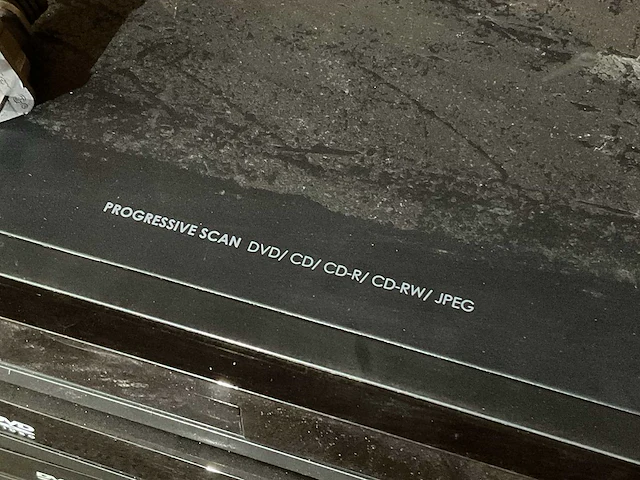 PROGRESSIVE SCAN DVD/ CD/ CD-R/ CD-RW/ JPEG